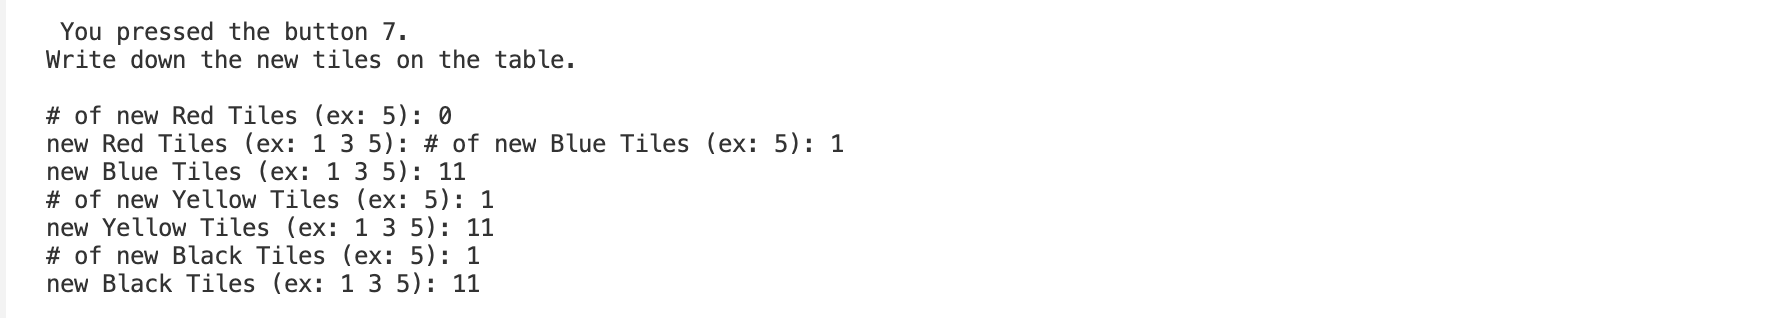 You pressed the button 7.
Write down the new tiles on the table.
# of new Red Tiles (ex: 5): 0
new Red Tiles (ex: 1 3 5): # of new Blue Tiles (ex: 5): 1
new Blue Tiles (ex: 1 3 5): 11
# of new Yellow Tiles (ex: 5): 1
new Yellow Tiles (ex: 1 3 5): 11
# of new Black Tiles (ex: 5): 1
new Black Tiles (ex: 1 3 5): 11